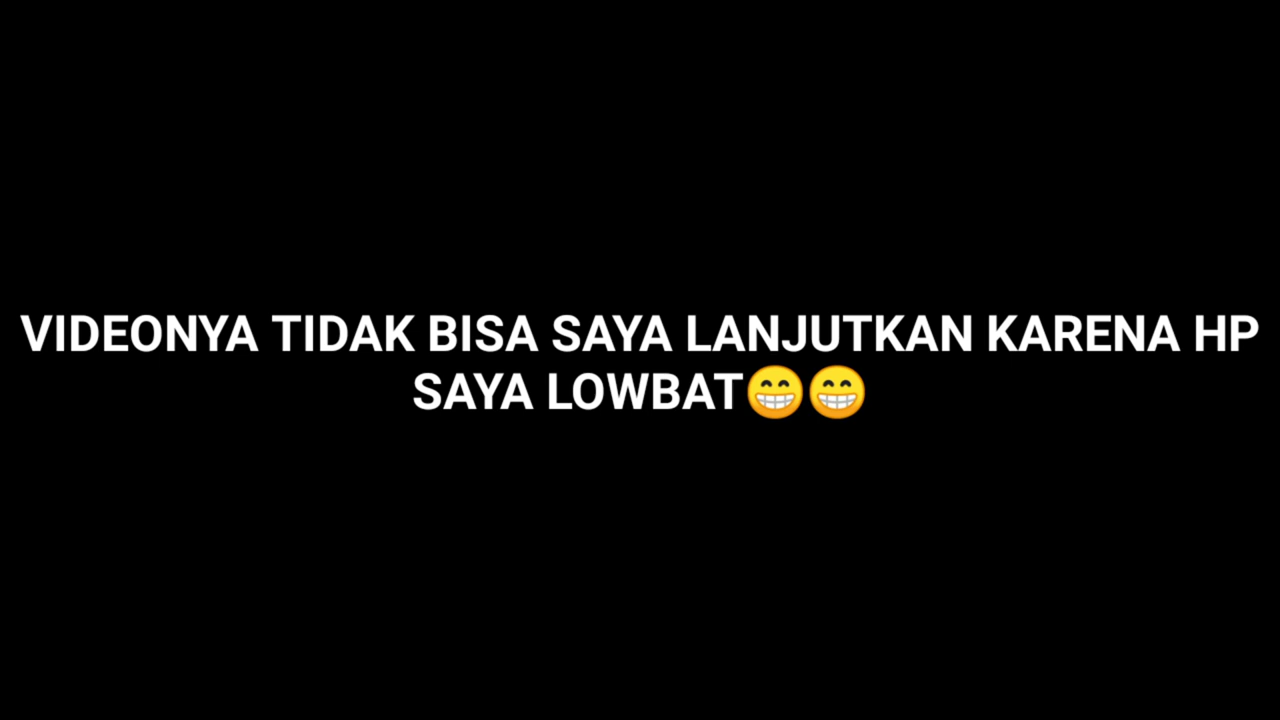 VIDEONYA TIDAK BISA SAYA LANJUTKAN KARENA HP
SAYA LOWBAT😁😁